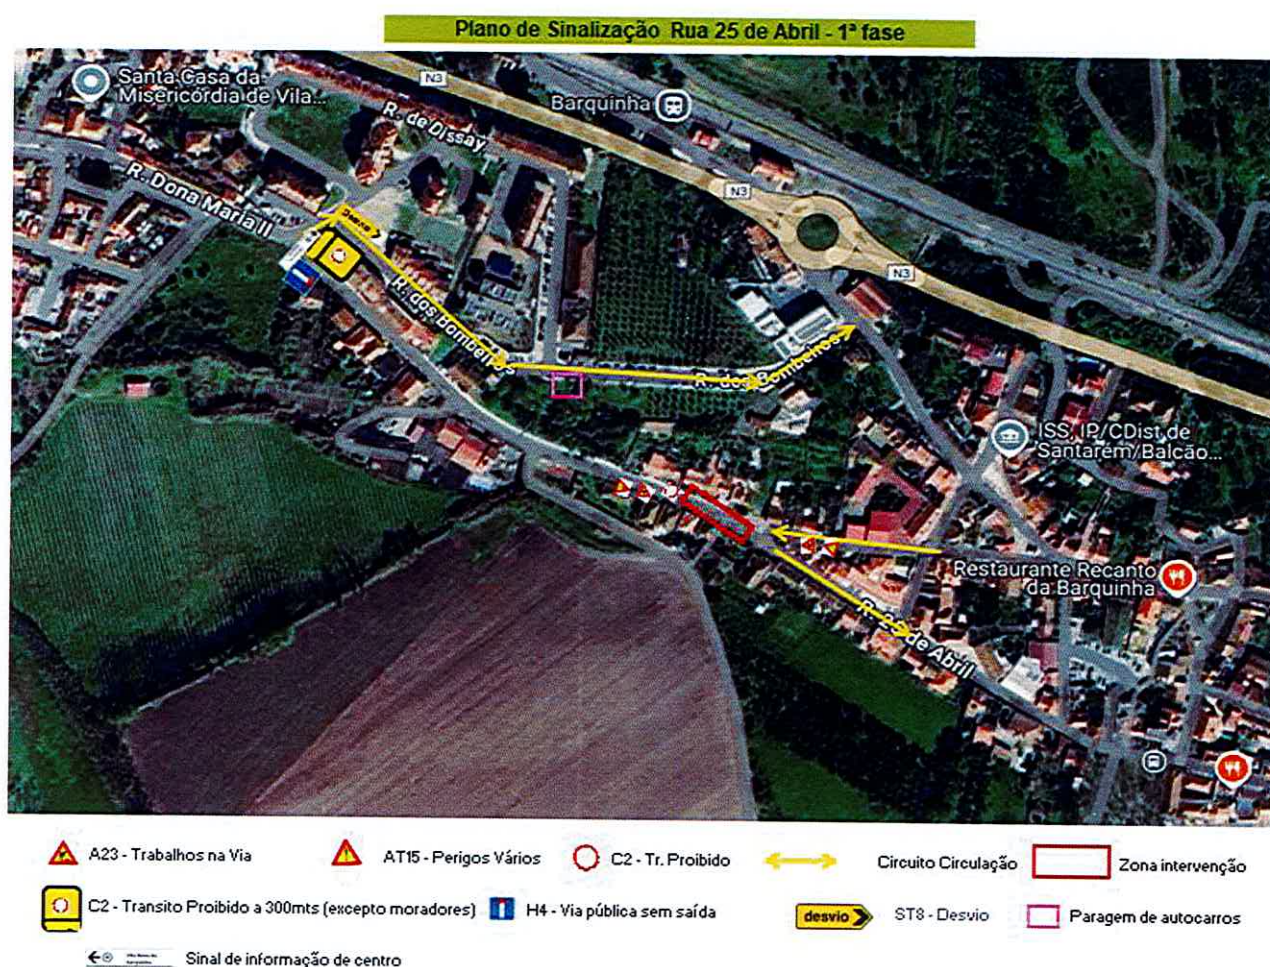 Plano de Sinalização Rua 25 de Abril - 1ª fase
Santa Casa da
Misericórdia de Vila...
N3
Barquinha
R. de Dissay
R. Dona Maria II
N3
Desvio
N3
R. dos Bombeiros
R. dos Bombeiros
ISS, IP/CDist de
Santarém/Balcão...
Restaurante Recanto
da Barquinha
R. 25 de Abril
A23 - Trabalhos na Via
AT15 - Perigos Vários
C2 - Tr. Proibido
Circuito Circulação
Zona intervenção
C2 - Transito Proibido a 300mts (excepto moradores)
H4 - Via pública sem saída
desvio
ST8 - Desvio
Paragem de autocarros
Sinal de informação de centro